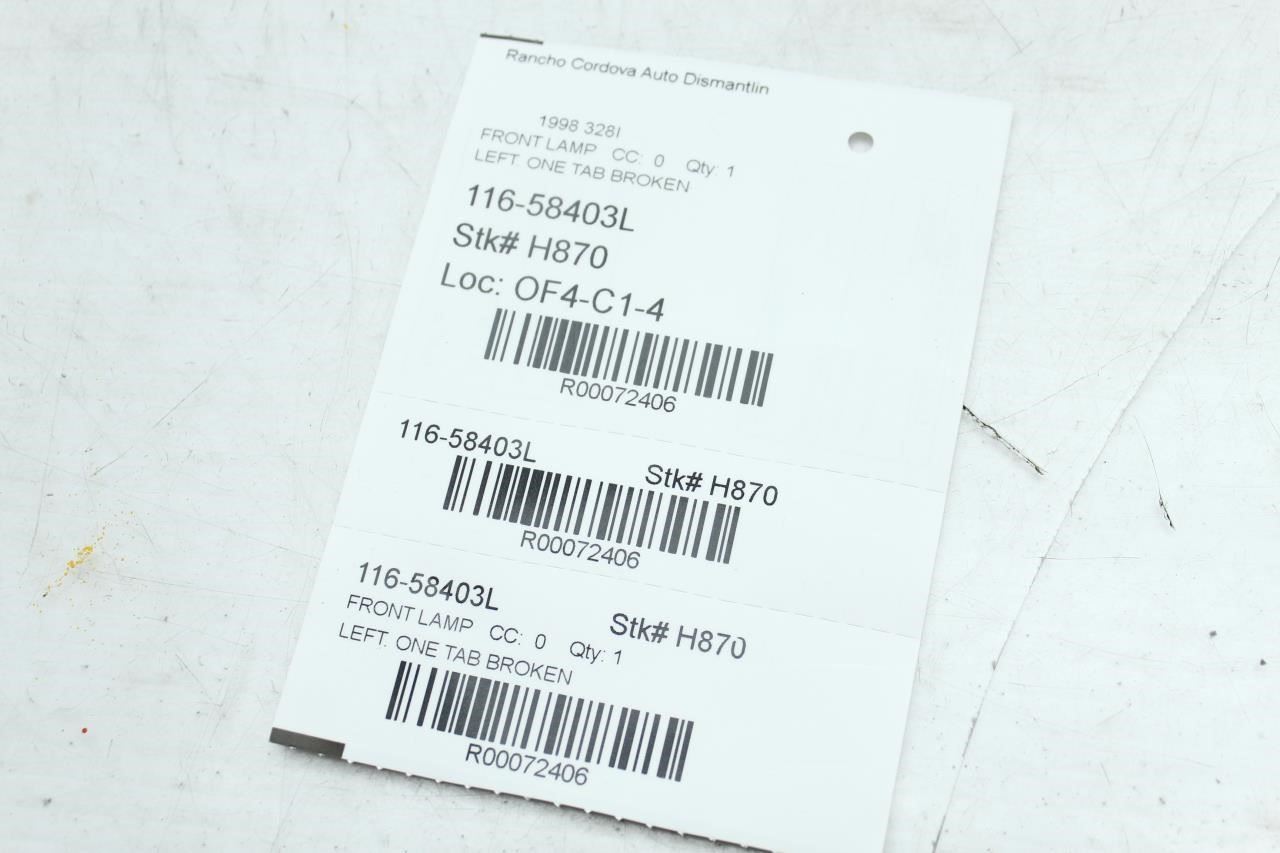 Rancho Cordova Auto Dismantlin
1998 328I
FRONT LAMP CC: 0 Qty: 1
LEFT. ONE TAB BROKEN
116-58403L
Stk# H870
Loc: OF4-C1-4
R00072406
116-58403L Stk# H870
R00072406
116-58403L Stk# H870
FRONT LAMP CC: 0 Qty: 1
LEFT. ONE TAB BROKEN
R00072406